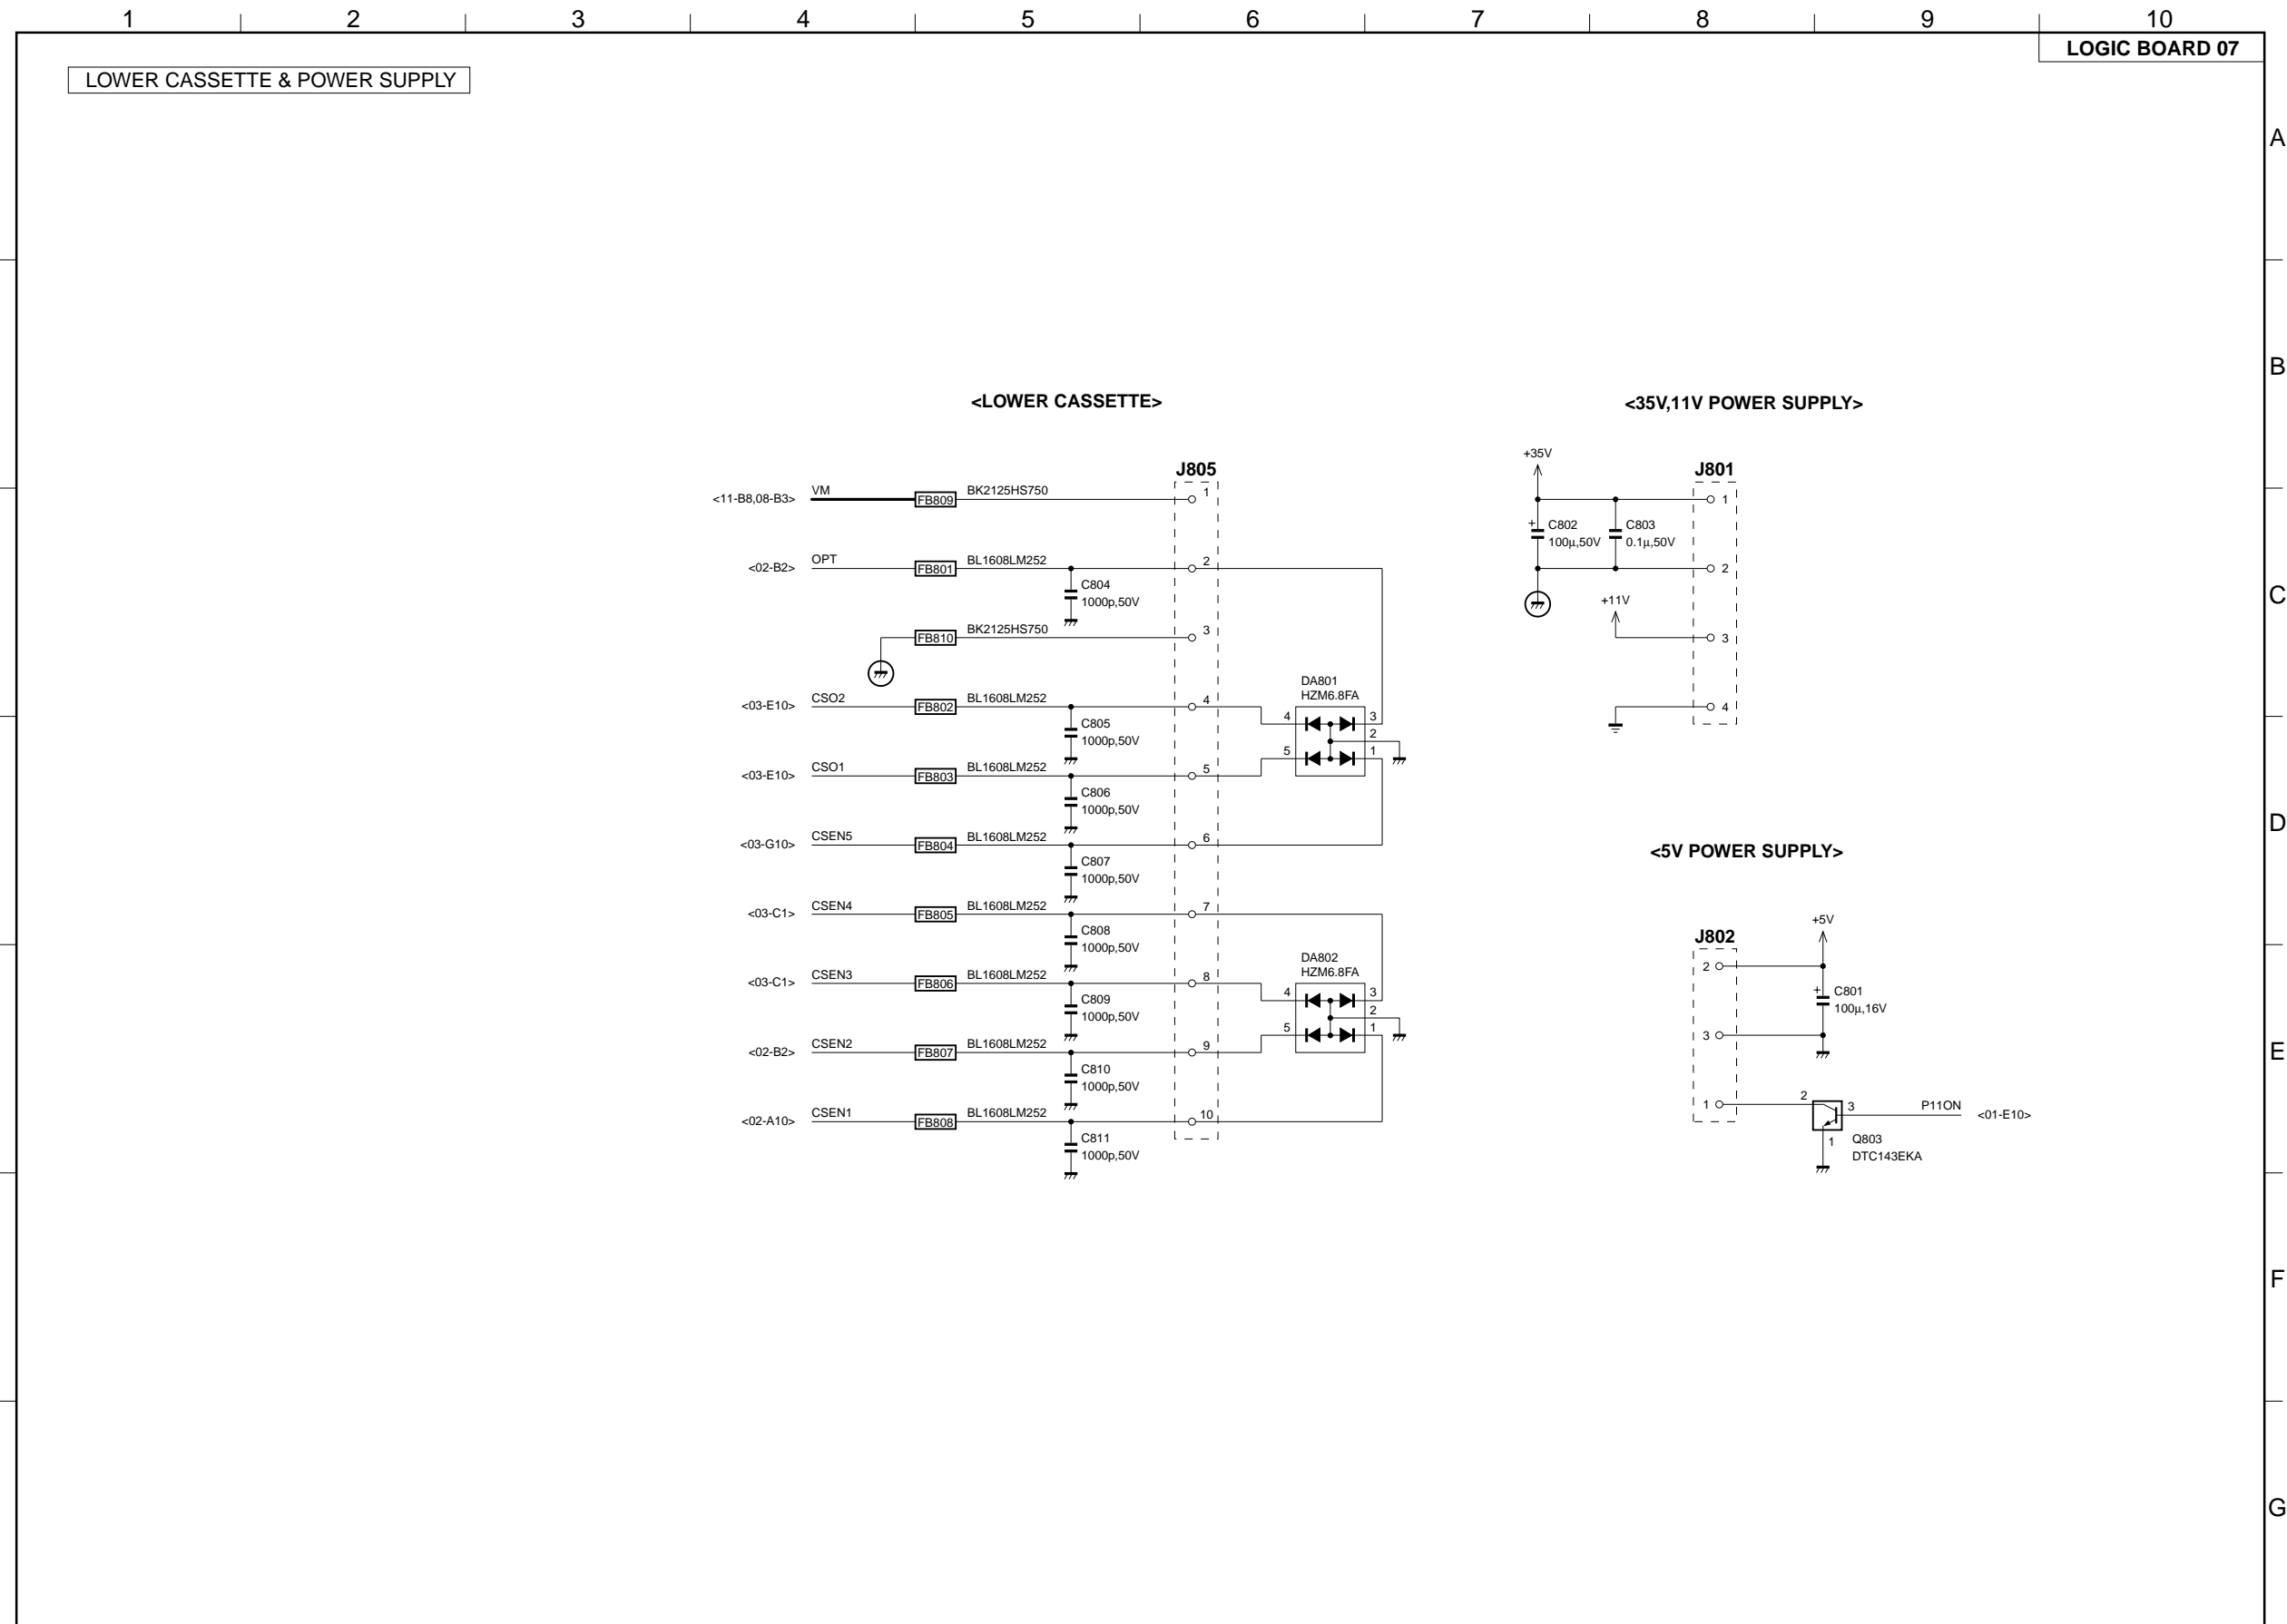 1 2 3 4 5 6 7 8 9 10
LOGIC BOARD 07
LOWER CASSETTE & POWER SUPPLY
A
B
C
D
E
F
G
<LOWER CASSETTE>
J805
<11-B8,08-B3> VM FB809 BK2125HS750 1
<02-B2> OPT FB801 BL1608LM252 2
C804
1000p,50V
FB810 BK2125HS750 3
<03-E10> CSO2 FB802 BL1608LM252 4
C805
1000p,50V
<03-E10> CSO1 FB803 BL1608LM252 5
C806
1000p,50V
<03-G10> CSEN5 FB804 BL1608LM252 6
C807
1000p,50V
<03-C1> CSEN4 FB805 BL1608LM252 7
C808
1000p,50V
<03-C1> CSEN3 FB806 BL1608LM252 8
C809
1000p,50V
<02-B2> CSEN2 FB807 BL1608LM252 9
C810
1000p,50V
<02-A10> CSEN1 FB808 BL1608LM252 10
C811
1000p,50V
DA801
HZM6.8FA
4 3
2
5 1
DA802
HZM6.8FA
4 3
2
5 1
<35V,11V POWER SUPPLY>
+35V
J801
1
+ C802
100µ,50V
C803
0.1µ,50V
2
+11V
3
4
<5V POWER SUPPLY>
+5V
J802
2
+ C801
100µ,16V
3
1 2 3 P11ON <01-E10>
1 Q803
DTC143EKA